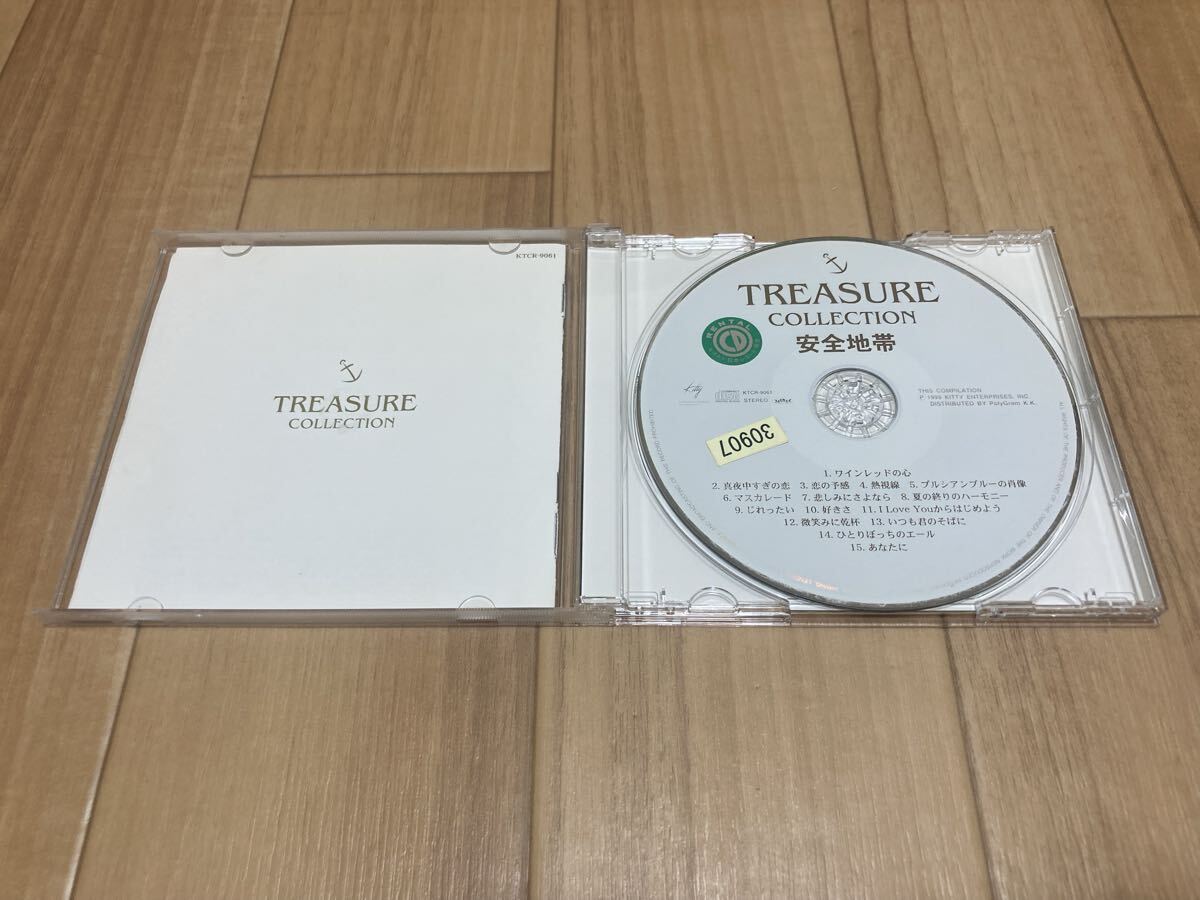 KTCR-9061
TREASURE
COLLECTION
TREASURE
COLLECTION
安全地帯
RENTAL
CD
Kitty
KTCR-9061
STEREO
THIS COMPILATION
℗ 1999 KITTY ENTERPRISES, INC.
DISTRIBUTED BY PolyGram K.K.
30907
1. ワインレッドの心
2. 真夜中すぎの恋 3. 恋の予感 4. 熱視線 5. プルシアンブルーの肖像
6. マスカレード 7. 悲しみにさよなら 8. 夏の終りのハーモニー
9. じれったい 10. 好きさ 11. I Love Youからはじめよう
12. 微笑みに乾杯 13. いつも君のそばに
14. ひとりぼっちのエール
15. あなたに